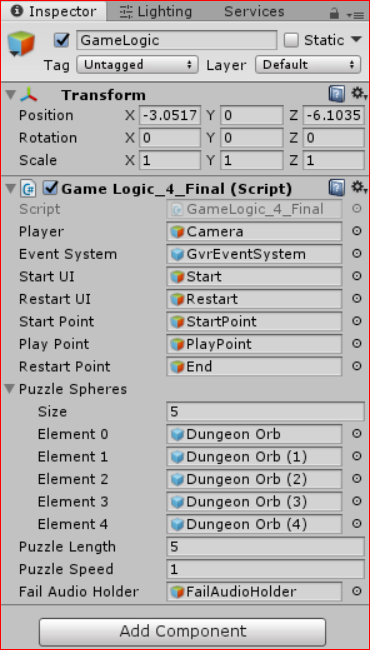 Inspector Lighting Services
GameLogic Static
Tag Untagged Layer Default
Transform
Position X -3.0517 Y 0 Z -6.1035
Rotation X 0 Y 0 Z 0
Scale X 1 Y 1 Z 1
Game Logic_4_Final (Script)
Script GameLogic_4_Final
Player Camera
Event System GvrEventSystem
Start UI Start
Restart UI Restart
Start Point StartPoint
Play Point PlayPoint
Restart Point End
Puzzle Spheres
Size 5
Element 0 Dungeon Orb
Element 1 Dungeon Orb (1)
Element 2 Dungeon Orb (2)
Element 3 Dungeon Orb (3)
Element 4 Dungeon Orb (4)
Puzzle Length 5
Puzzle Speed 1
Fail Audio Holder FailAudioHolder
Add Component